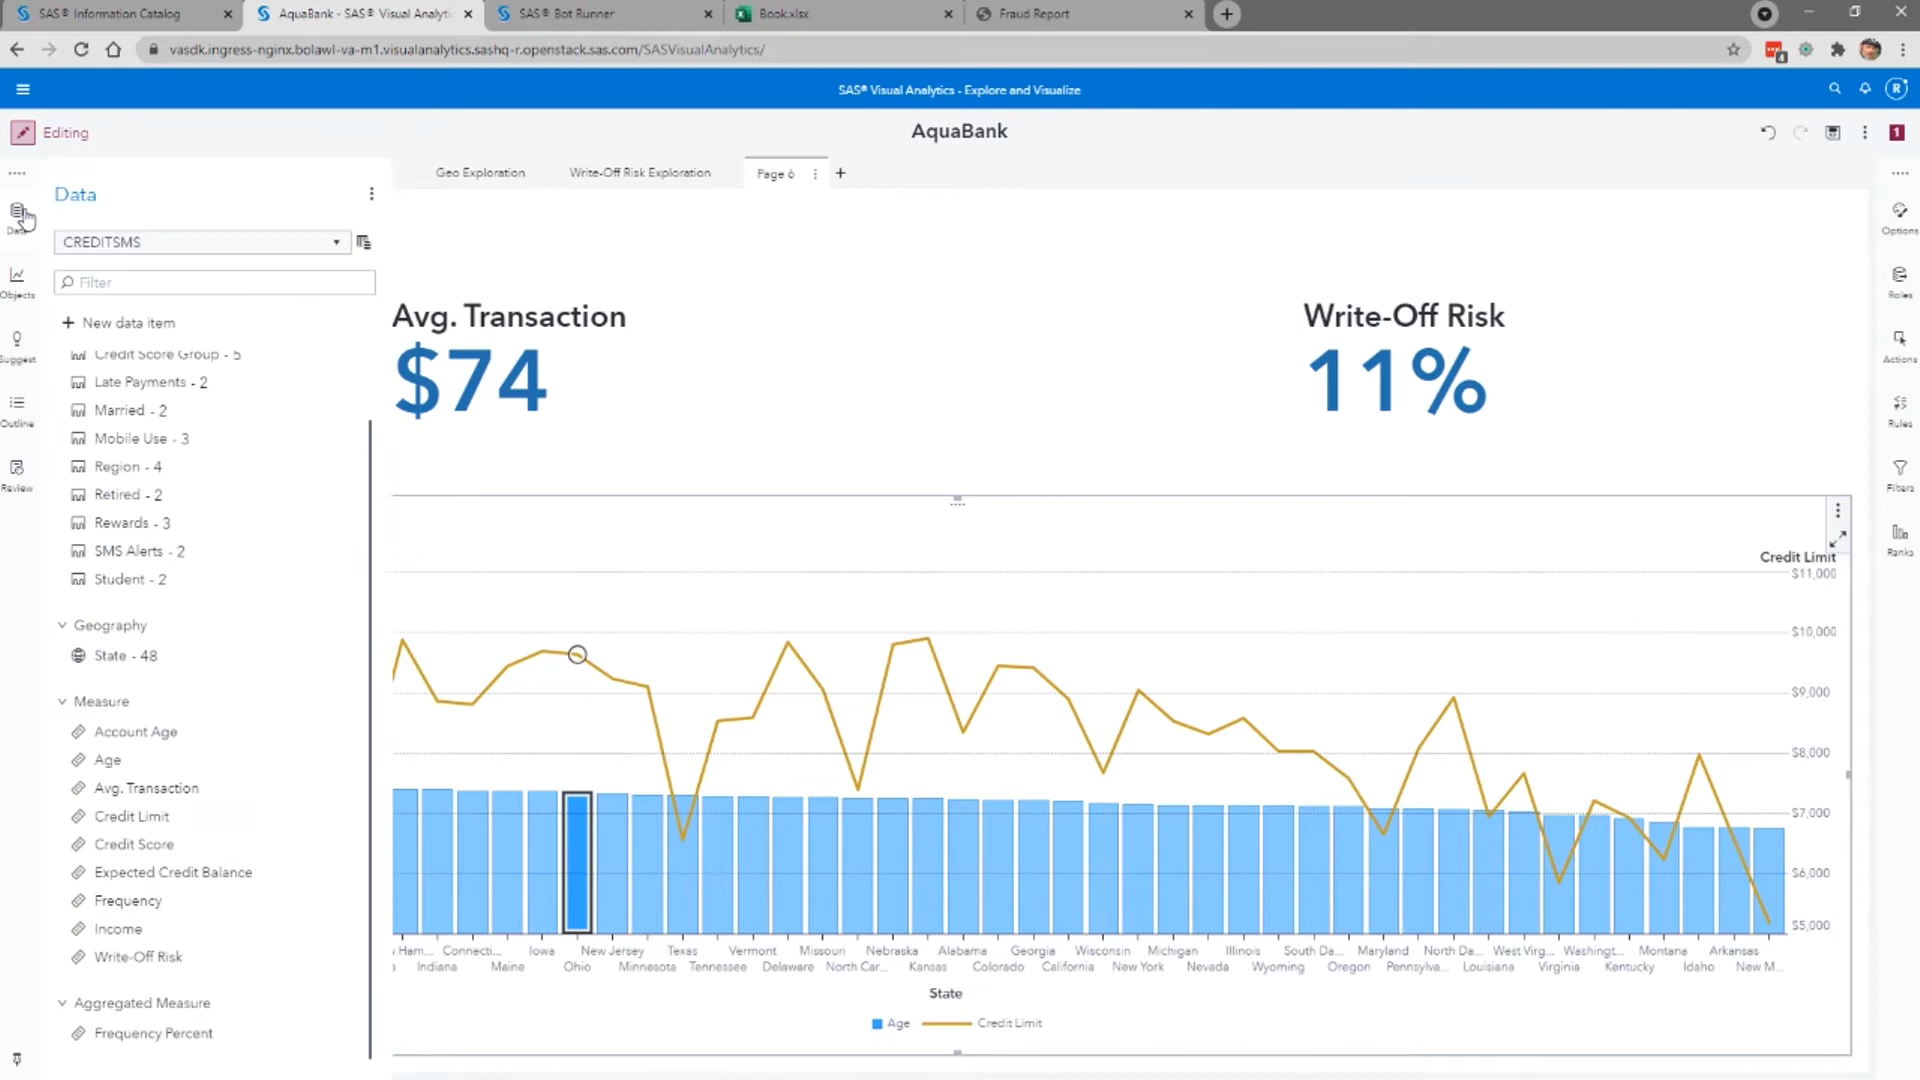 SAS® Information Catalog
AquaBank - SAS® Visual Analytic
SAS® Bot Runner
Book.xlsx
Fraud Report
vasdk.ingress-nginx.bolawl-va-m1.visualanalytics.sashq-r.openstack.sas.com/SASVisualAnalytics/
4
SAS® Visual Analytics - Explore and Visualize
R
Editing
AquaBank
1
Geo Exploration
Write-Off Risk Exploration
Page 6
Data
Objects
Suggest
Outline
Review
Data
CREDITSMS
Filter
New data item
Credit Score Group - 5
Late Payments - 2
Married - 2
Mobile Use - 3
Region - 4
Retired - 2
Rewards - 3
SMS Alerts - 2
Student - 2
Geography
State - 48
Measure
Account Age
Age
Avg. Transaction
Credit Limit
Credit Score
Expected Credit Balance
Frequency
Income
Write-Off Risk
Aggregated Measure
Frequency Percent
Avg. Transaction
$74
Write-Off Risk
11%
Credit Limit
$11,000
$10,000
$9,000
$8,000
$7,000
$6,000
$5,000
Ham... Connecti... Iowa New Jersey Texas Vermont Missouri Nebraska Alabama Georgia Wisconsin Michigan Illinois South Da... Maryland North Da... West Virg... Washingt... Montana Arkansas
Indiana Maine Ohio Minnesota Tennessee Delaware North Car... Kansas Colorado California New York Nevada Wyoming Oregon Pennsylva... Louisiana Virginia Kentucky Idaho New M...
State
Age
Credit Limit
Options
Roles
Actions
Rules
Filters
Ranks